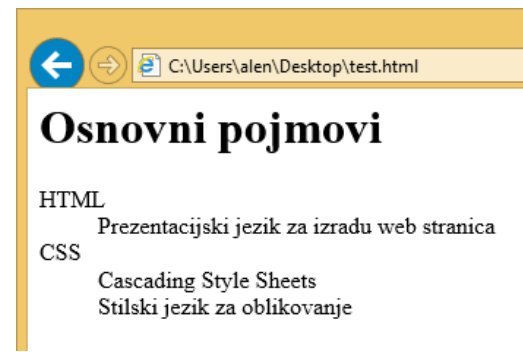 C:\Users\alen\Desktop\test.html
Osnovni pojmovi
HTML
Prezentacijski jezik za izradu web stranica
CSS
Cascading Style Sheets
Stilski jezik za oblikovanje